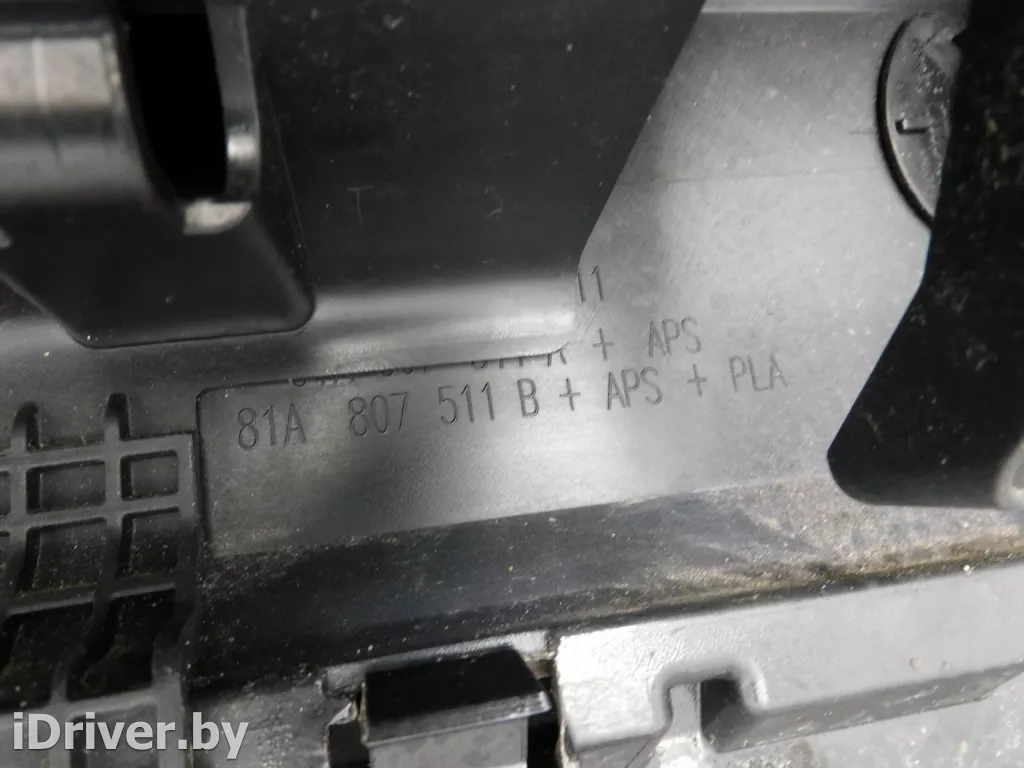 11
+ APS
81A 807 511 B + APS + PLA
iDriver.by